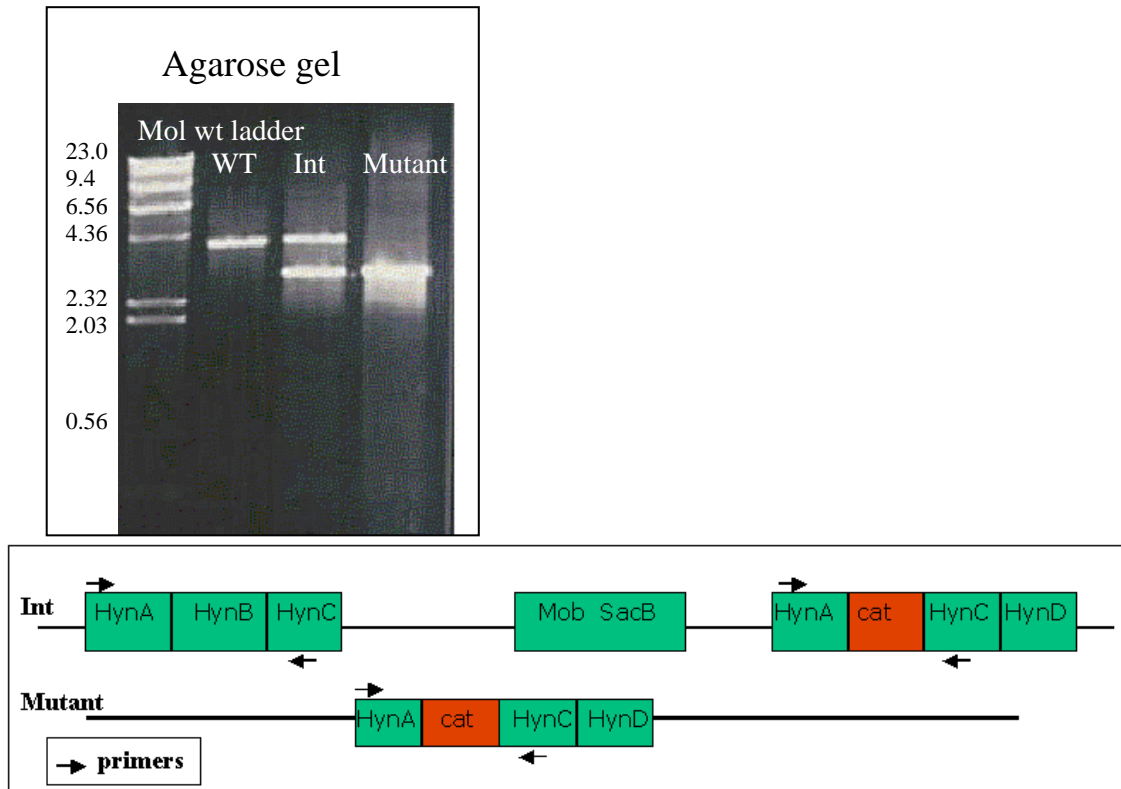 Agarose gel
Mol wt ladder
WT Int Mutant
23.0
9.4
6.56
4.36
2.32
2.03
0.56
Int HynA HynB HynC Mob SacB HynA cat HynC HynD
Mutant HynA cat HynC HynD
primers